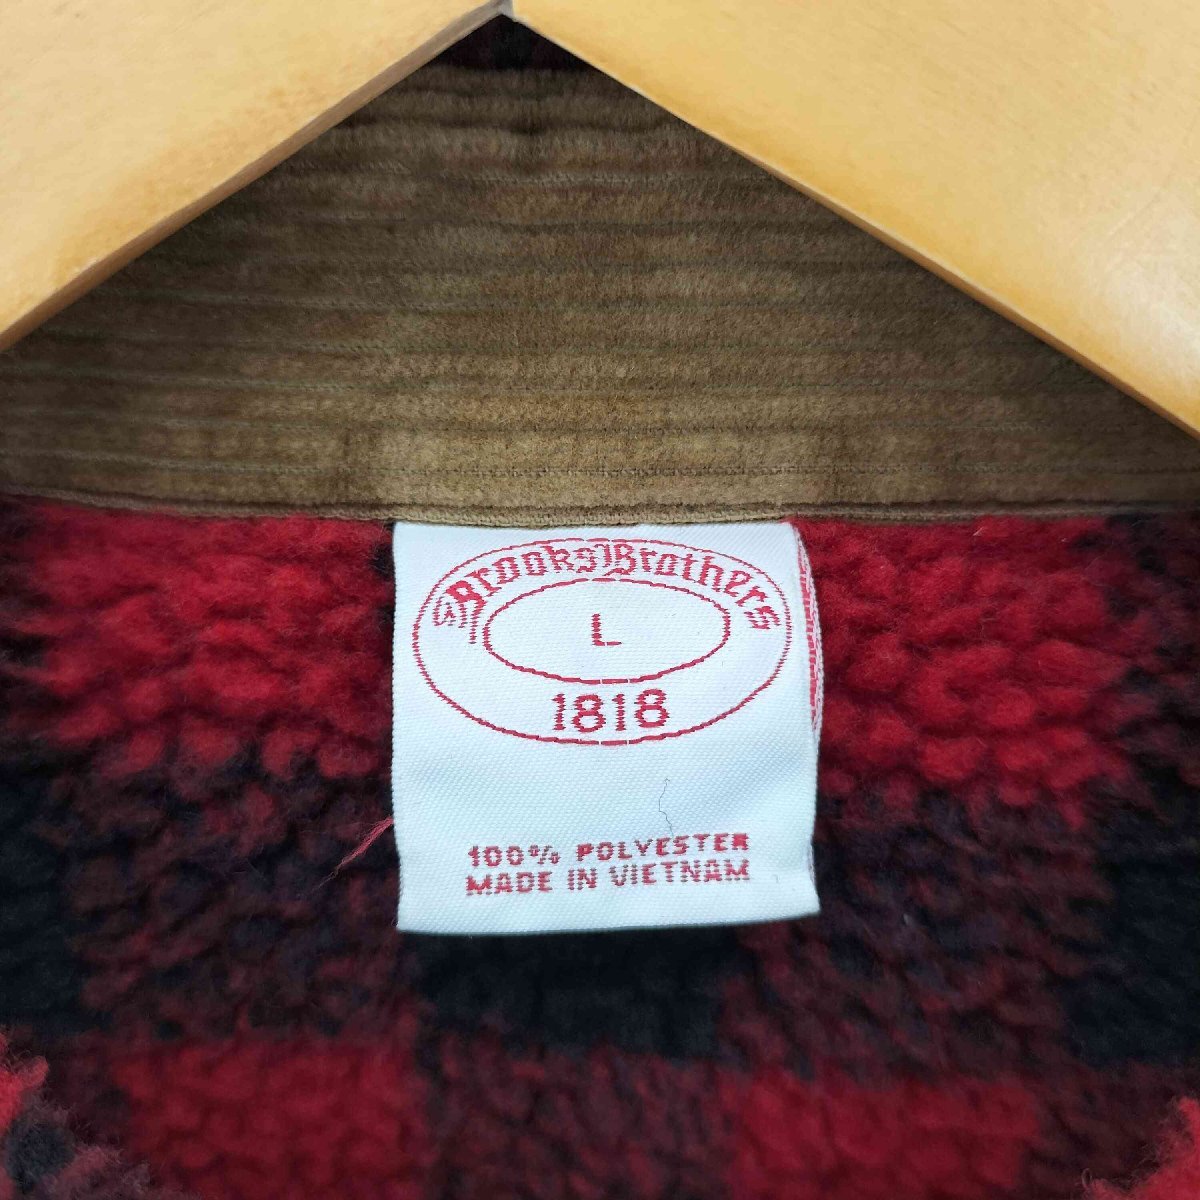 Brooks Brothers
L
1818
100% POLYESTER
MADE IN VIETNAM